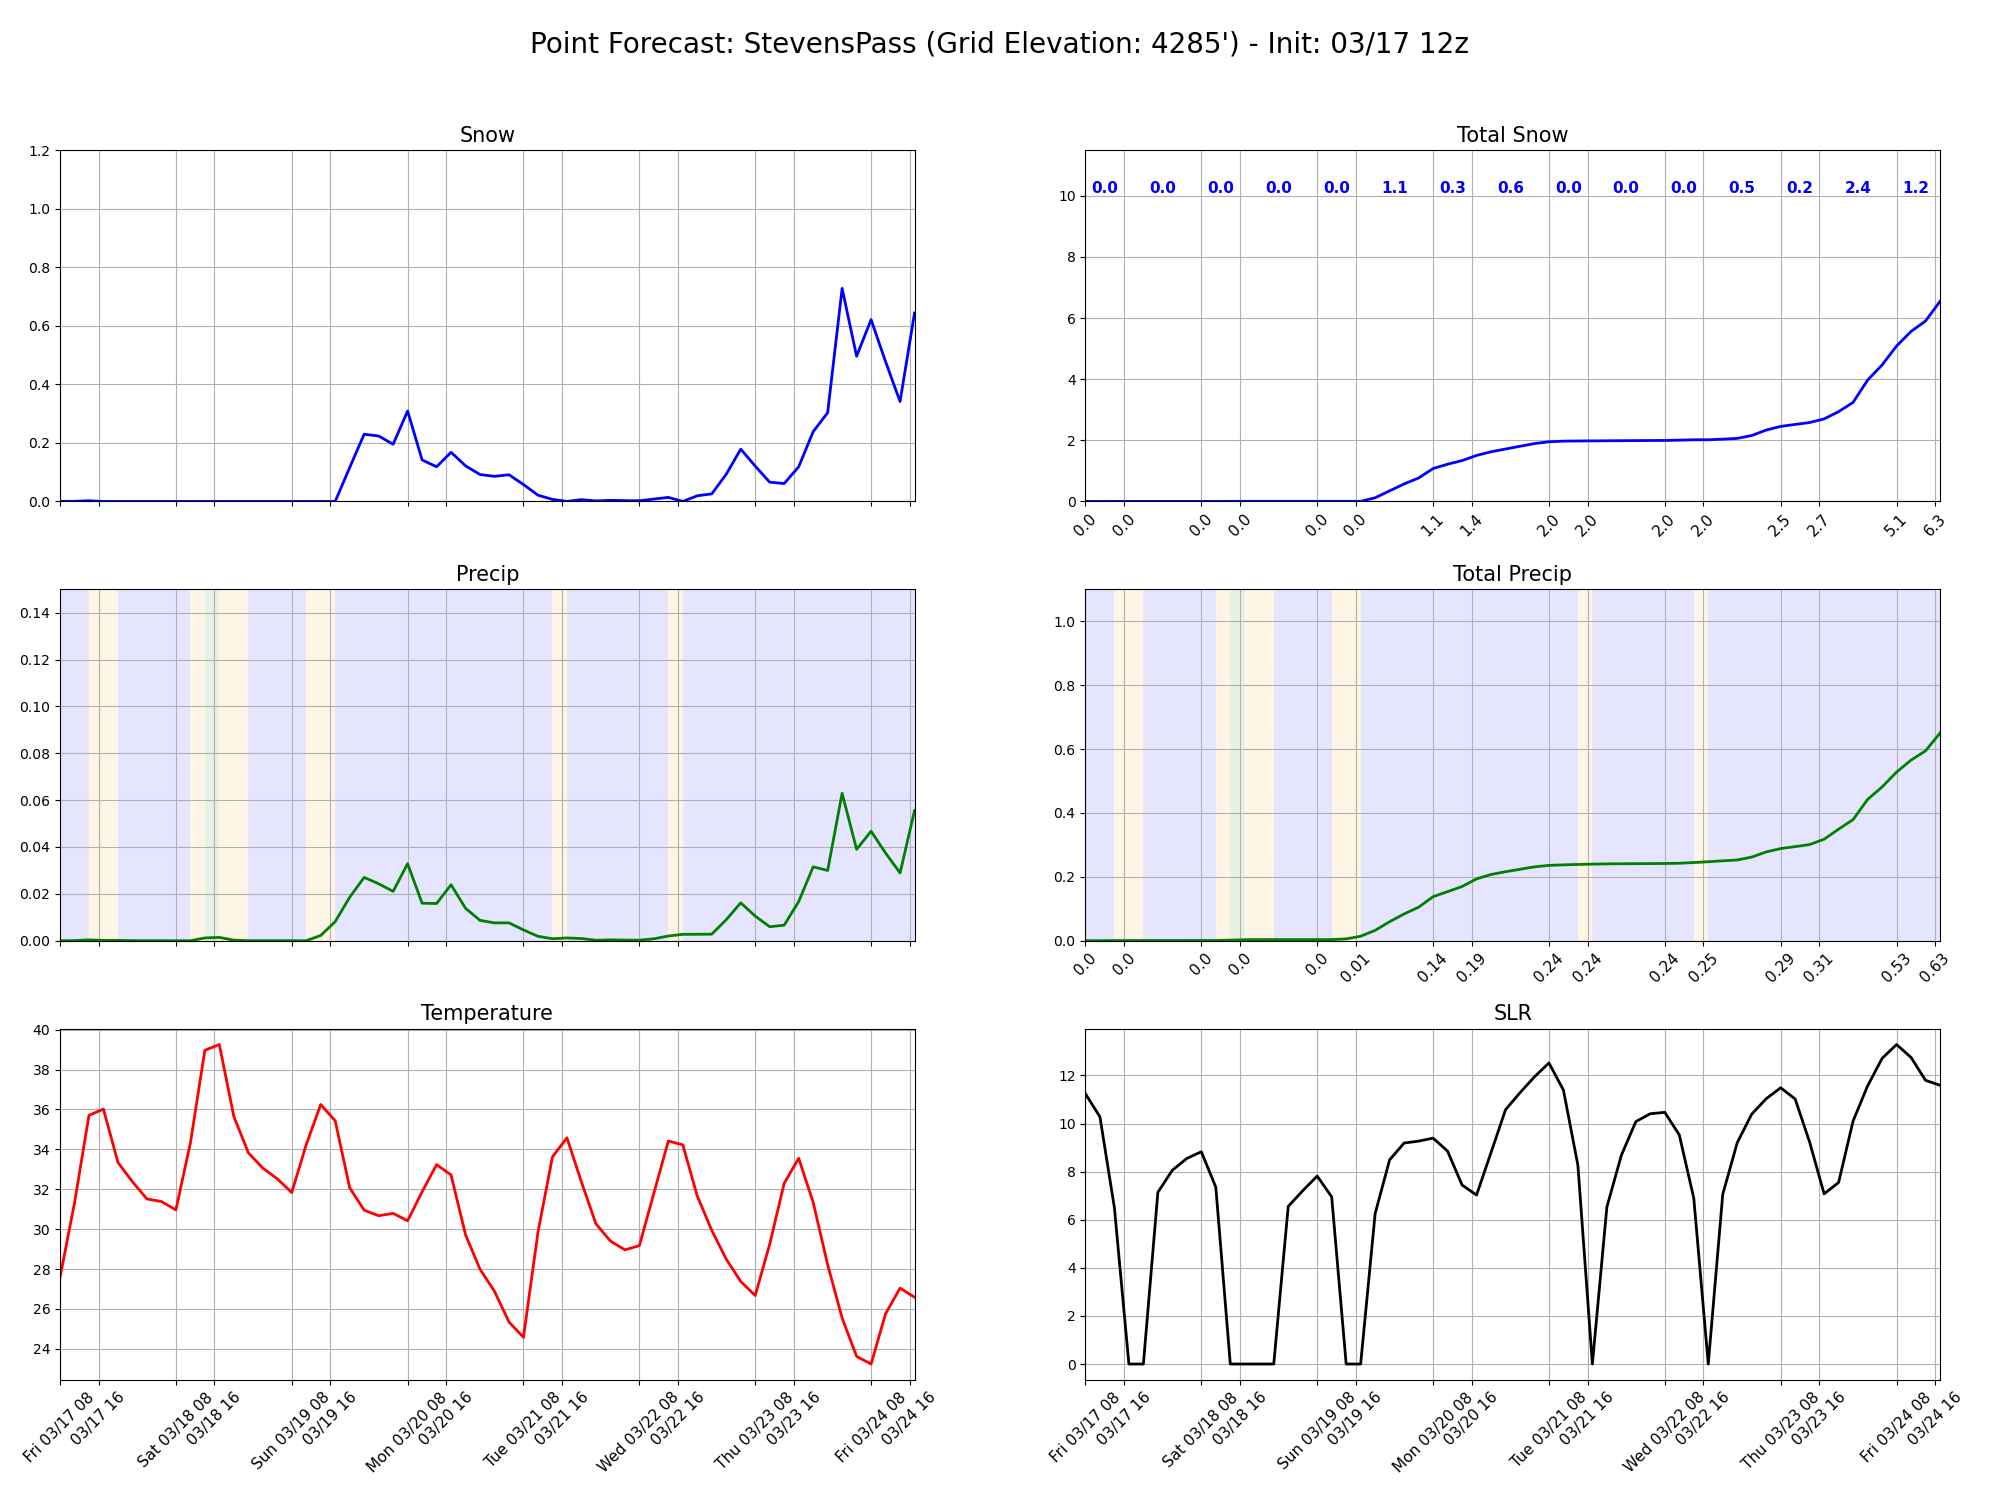 Point Forecast: StevensPass (Grid Elevation: 4285') - Init: 03/17 12z
Snow
1.2
1.0
0.8
0.6
0.4
0.2
0.0
Total Snow
0.0 0.0 0.0 0.0 0.0 1.1 0.3 0.6 0.0 0.0 0.0 0.5 0.2 2.4 1.2
10
8
6
4
2
0
0.0 0.0 0.0 0.0 0.0 0.0 1.1 1.4 2.0 2.0 2.0 2.0 2.5 2.7 5.1 6.3
Precip
0.14
0.12
0.10
0.08
0.06
0.04
0.02
0.00
Total Precip
1.0
0.8
0.6
0.4
0.2
0.0
0.0 0.0 0.0 0.0 0.0 0.01 0.14 0.19 0.24 0.24 0.24 0.25 0.29 0.31 0.53 0.63
Temperature
40
38
36
34
32
30
28
26
24
Fri 03/17 08
03/17 16
Sat 03/18 08
03/18 16
Sun 03/19 08
03/19 16
Mon 03/20 08
03/20 16
Tue 03/21 08
03/21 16
Wed 03/22 08
03/22 16
Thu 03/23 08
03/23 16
Fri 03/24 08
03/24 16
SLR
12
10
8
6
4
2
0
Fri 03/17 08
03/17 16
Sat 03/18 08
03/18 16
Sun 03/19 08
03/19 16
Mon 03/20 08
03/20 16
Tue 03/21 08
03/21 16
Wed 03/22 08
03/22 16
Thu 03/23 08
03/23 16
Fri 03/24 08
03/24 16